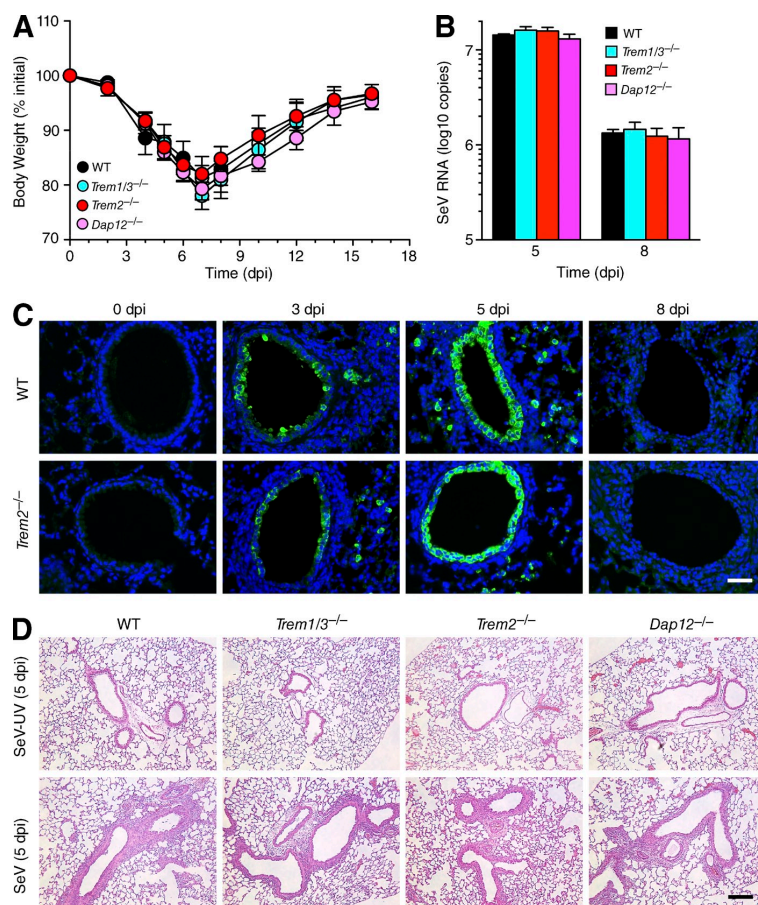 A
Body Weight (% initial)
110
100
90
80
70
WT
Trem1/3–/–
Trem2–/–
Dap12–/–
0 3 6 9 12 15 18
Time (dpi)
B
SeV RNA (log10 copies)
7
6
5
WT
Trem1/3–/–
Trem2–/–
Dap12–/–
5 8
Time (dpi)
C
0 dpi 3 dpi 5 dpi 8 dpi
WT
Trem2–/–
D
WT Trem1/3–/– Trem2–/– Dap12–/–
SeV-UV (5 dpi)
SeV (5 dpi)